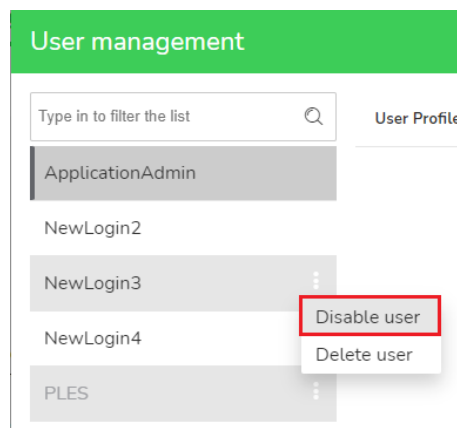 User management
Type in to filter the list
User Profile
ApplicationAdmin
NewLogin2
NewLogin3
Disable user
NewLogin4
Delete user
PLES